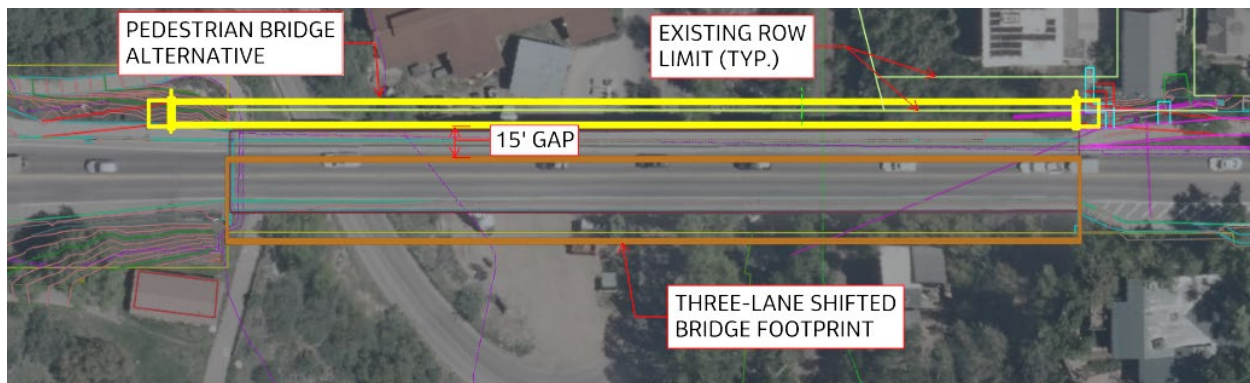 PEDESTRIAN BRIDGE
ALTERNATIVE
EXISTING ROW
LIMIT (TYP.)
15' GAP
THREE-LANE SHIFTED
BRIDGE FOOTPRINT